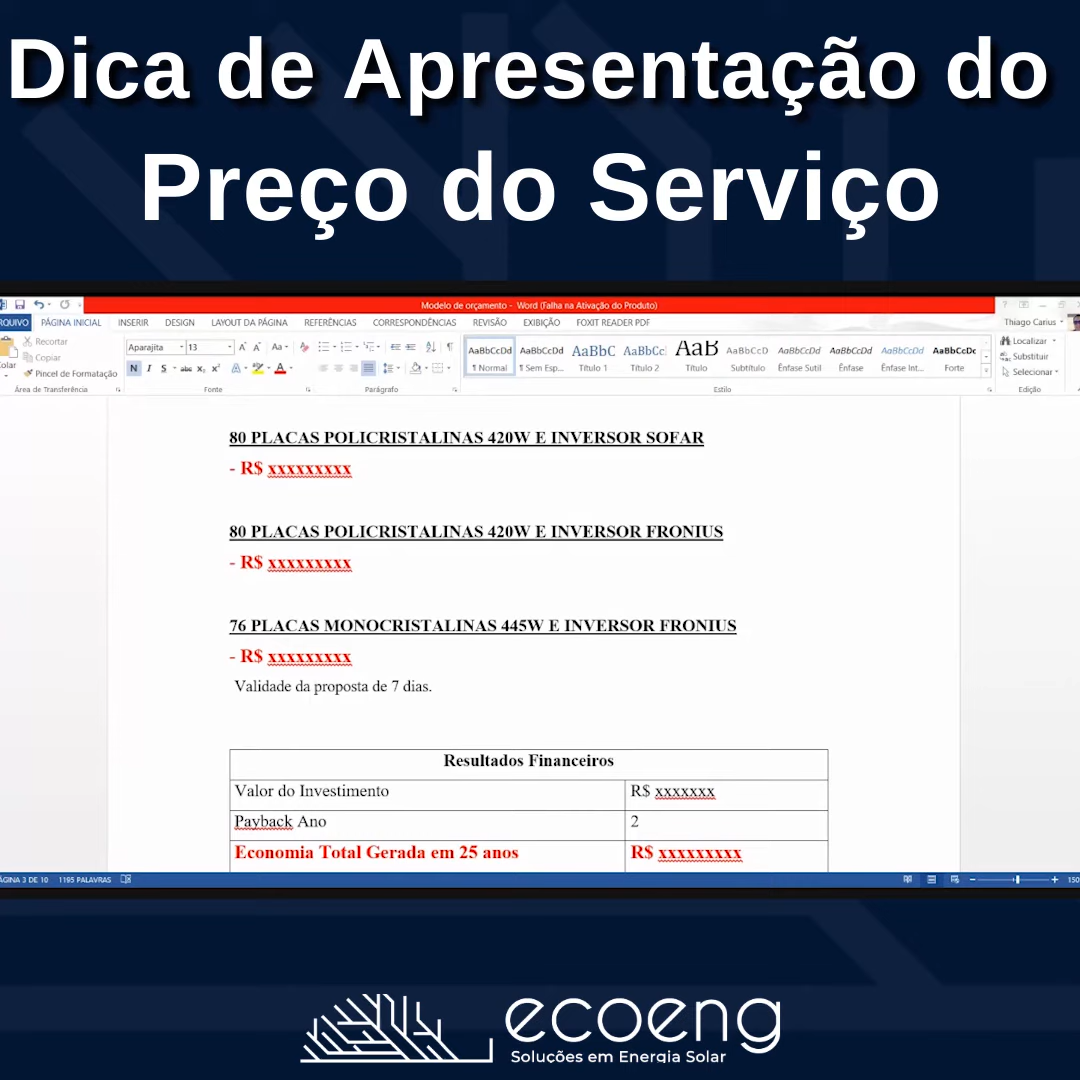 Dica de Apresentação do
Preço do Serviço
Modelo de orçamento - Word (Falha na Ativação do Produto)
PÁGINA INICIAL INSERIR DESIGN LAYOUT DA PÁGINA REFERÊNCIAS CORRESPONDÊNCIAS REVISÃO EXIBIÇÃO FOXIT READER PDF Thiago Carius
Recortar
Copiar
Pincel de Formatação
Área de Transferência
Aparajita 13
N I S abc x₂ x²
Fonte
Parágrafo
AaBbCcDd AaBbCcDd AaBbC AaBbCc AaB AaBbCcD AaBbCcDd AaBbCcDd AaBbCcDd AaBbCcDc
¶ Normal ¶ Sem Esp... Título 1 Título 2 Título Subtítulo Ênfase Sutil Ênfase Ênfase Int... Forte
Estilo
Localizar
Substituir
Selecionar
Edição
80 PLACAS POLICRISTALINAS 420W E INVERSOR SOFAR
- R$ xxxxxxxxx
80 PLACAS POLICRISTALINAS 420W E INVERSOR FRONIUS
- R$ xxxxxxxxx
76 PLACAS MONOCRISTALINAS 445W E INVERSOR FRONIUS
- R$ xxxxxxxxx
Validade da proposta de 7 dias.
Resultados Financeiros
Valor do Investimento R$ xxxxxxx
Payback Ano 2
Economia Total Gerada em 25 anos R$ xxxxxxxxx
ÁGINA 3 DE 10 1195 PALAVRAS 150
ecoeng
Soluções em Energia Solar